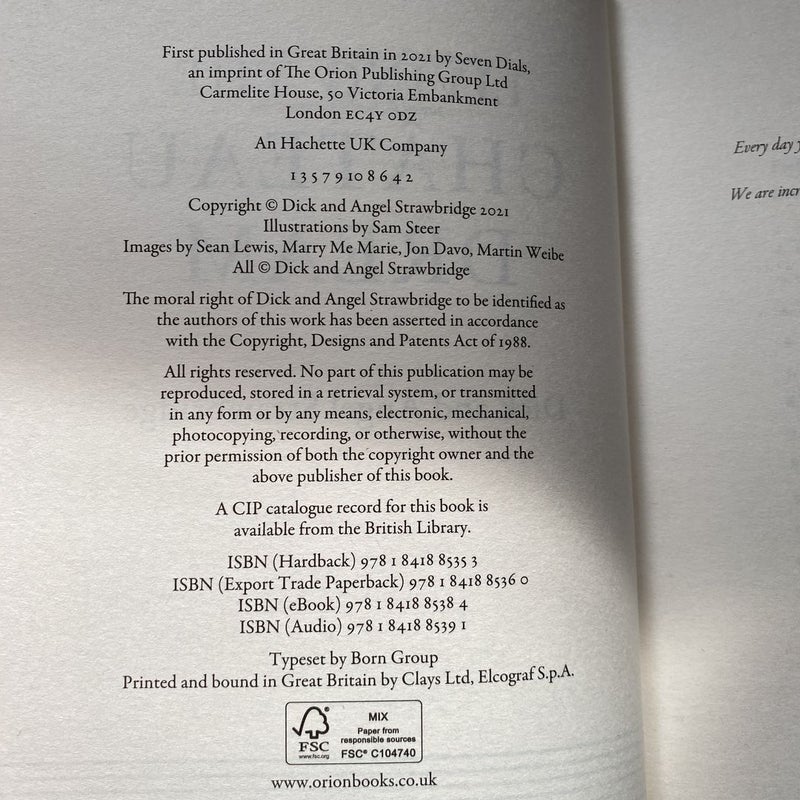 First published in Great Britain in 2021 by Seven Dials,
an imprint of The Orion Publishing Group Ltd
Carmelite House, 50 Victoria Embankment
London EC4Y 0DZ
An Hachette UK Company
1 3 5 7 9 10 8 6 4 2
Copyright © Dick and Angel Strawbridge 2021
Illustrations by Sam Steer
Images by Sean Lewis, Marry Me Marie, Jon Davo, Martin Weibe
All © Dick and Angel Strawbridge
The moral right of Dick and Angel Strawbridge to be identified as
the authors of this work has been asserted in accordance
with the Copyright, Designs and Patents Act of 1988.
All rights reserved. No part of this publication may be
reproduced, stored in a retrieval system, or transmitted
in any form or by any means, electronic, mechanical,
photocopying, recording, or otherwise, without the
prior permission of both the copyright owner and the
above publisher of this book.
A CIP catalogue record for this book is
available from the British Library.
ISBN (Hardback) 978 1 8418 8535 3
ISBN (Export Trade Paperback) 978 1 8418 8536 0
ISBN (eBook) 978 1 8418 8538 4
ISBN (Audio) 978 1 8418 8539 1
Typeset by Born Group
Printed and bound in Great Britain by Clays Ltd, Elcograf S.p.A.
FSC
www.fsc.org
MIX
Paper from
responsible sources
FSC® C104740
www.orionbooks.co.uk
Every day
We are